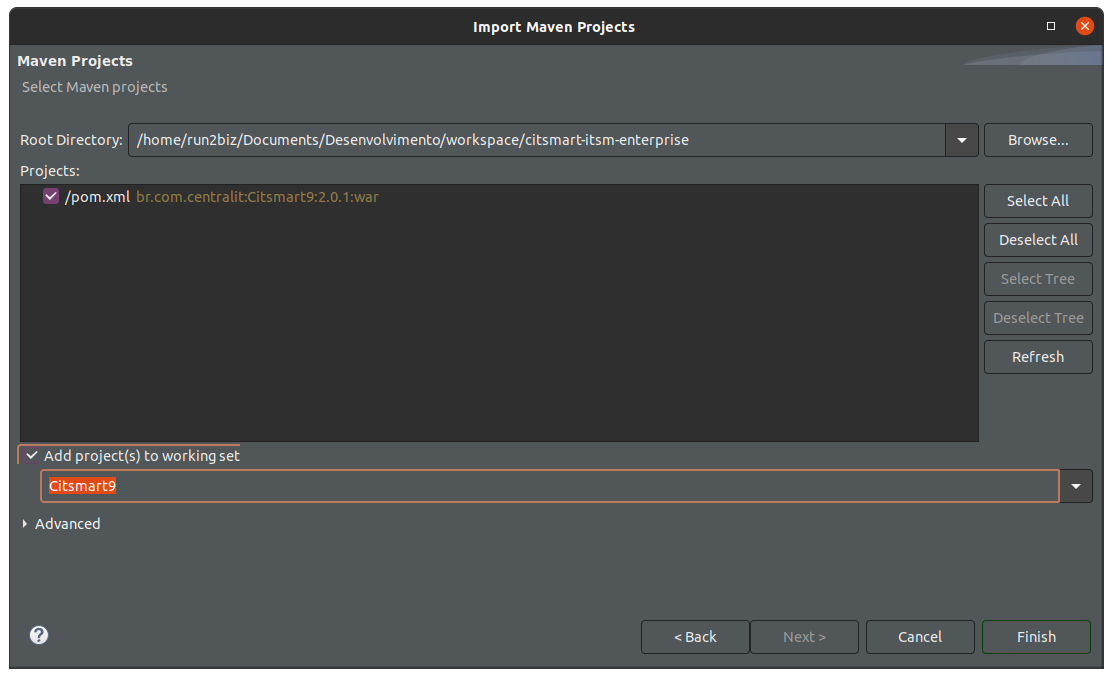 Import Maven Projects
Maven Projects
Select Maven projects
Root Directory: /home/run2biz/Documents/Desenvolvimento/workspace/citsmart-itsm-enterprise Browse...
Projects:
/pom.xml br.com.centralit:Citsmart9:2.0.1:war
Select All
Deselect All
Select Tree
Deselect Tree
Refresh
Add project(s) to working set
Citsmart9
Advanced
?
< Back Next > Cancel Finish